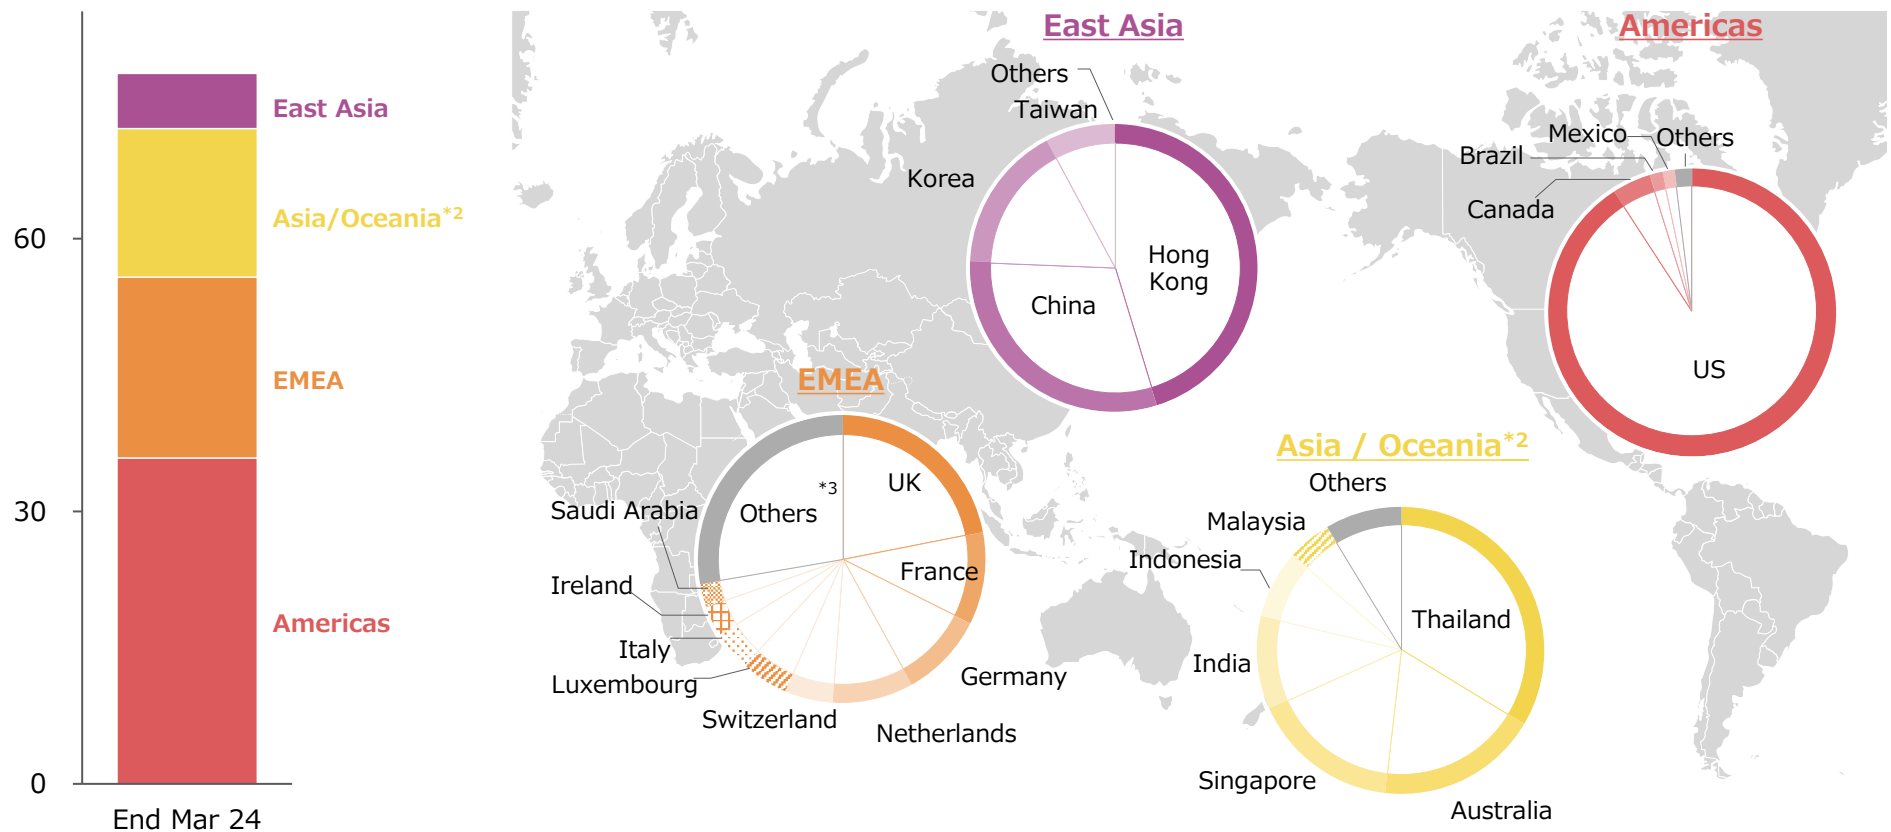 60
30
0
East Asia
Asia/Oceania*2
EMEA
Americas
End Mar 24
East Asia
Others
Taiwan
Korea
China
Hong
Kong
Americas
Mexico
Others
Brazil
Canada
US
EMEA
*3
Others
UK
France
Germany
Netherlands
Switzerland
Luxembourg
Italy
Ireland
Saudi Arabia
Asia / Oceania*2
Others
Malaysia
Indonesia
India
Singapore
Australia
Thailand